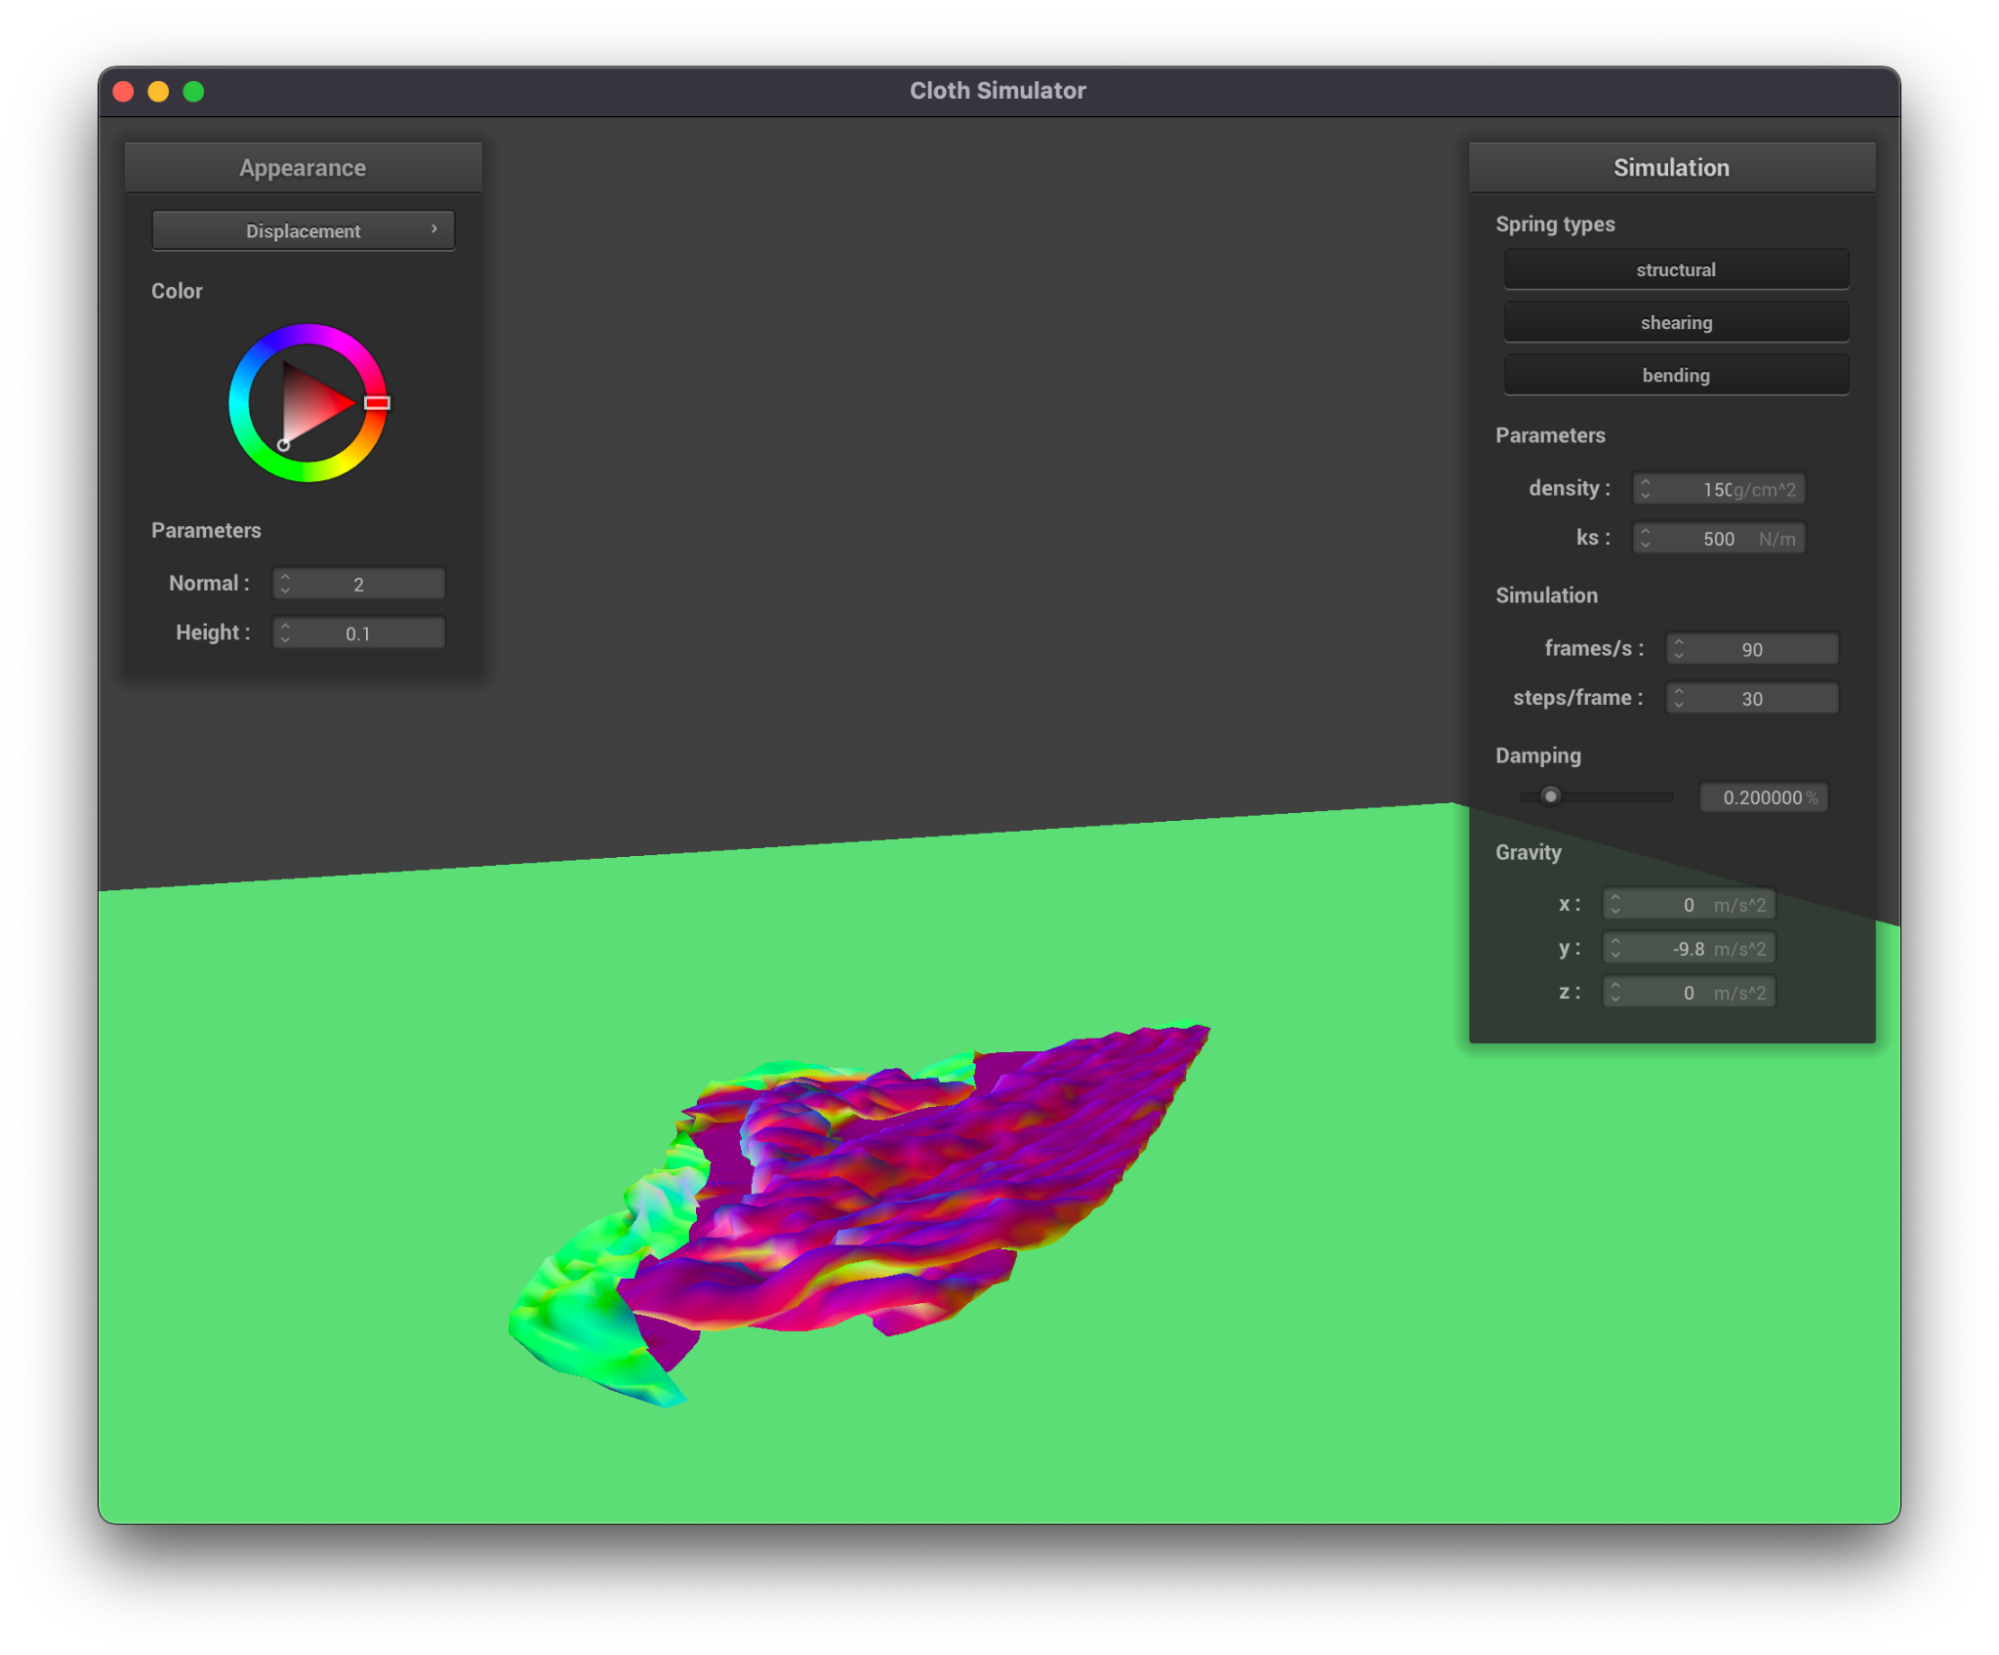 Cloth Simulator
Appearance
Displacement
Color
Parameters
Normal : 2
Height : 0.1
Simulation
Spring types
structural
shearing
bending
Parameters
density : 150 g/cm^2
ks : 500 N/m
Simulation
frames/s : 90
steps/frame : 30
Damping
0.200000 %
Gravity
x : 0 m/s^2
y : -9.8 m/s^2
z : 0 m/s^2